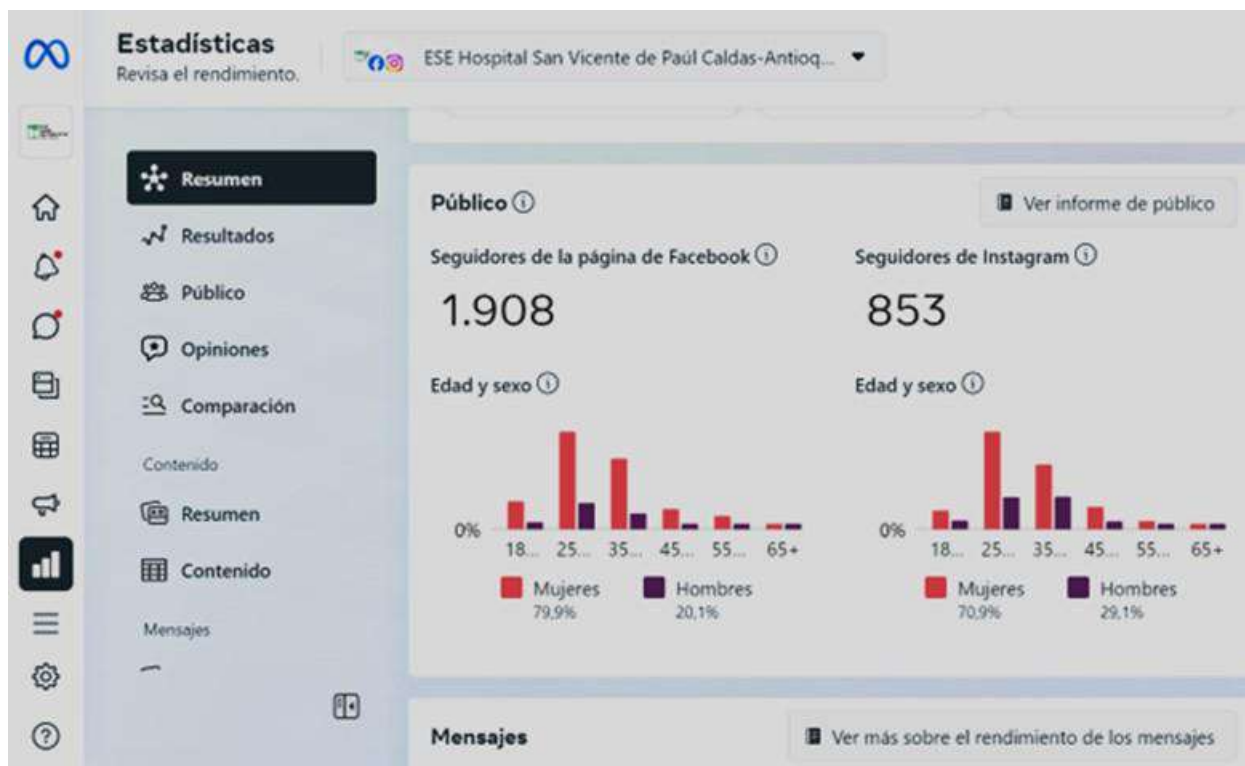 Estadísticas
Revisa el rendimiento.
ESE Hospital San Vicente de Paúl Caldas-Antioq...
Resumen
Resultados
Público
Opiniones
Comparación
Contenido
Resumen
Contenido
Mensajes
Público
Ver informe de público
Seguidores de la página de Facebook
1.908
Edad y sexo
0%
18... 25... 35... 45... 55... 65+
Mujeres Hombres
79,9% 20,1%
Seguidores de Instagram
853
Edad y sexo
0%
18... 25... 35... 45... 55... 65+
Mujeres Hombres
70,9% 29,1%
Mensajes
Ver más sobre el rendimiento de los mensajes